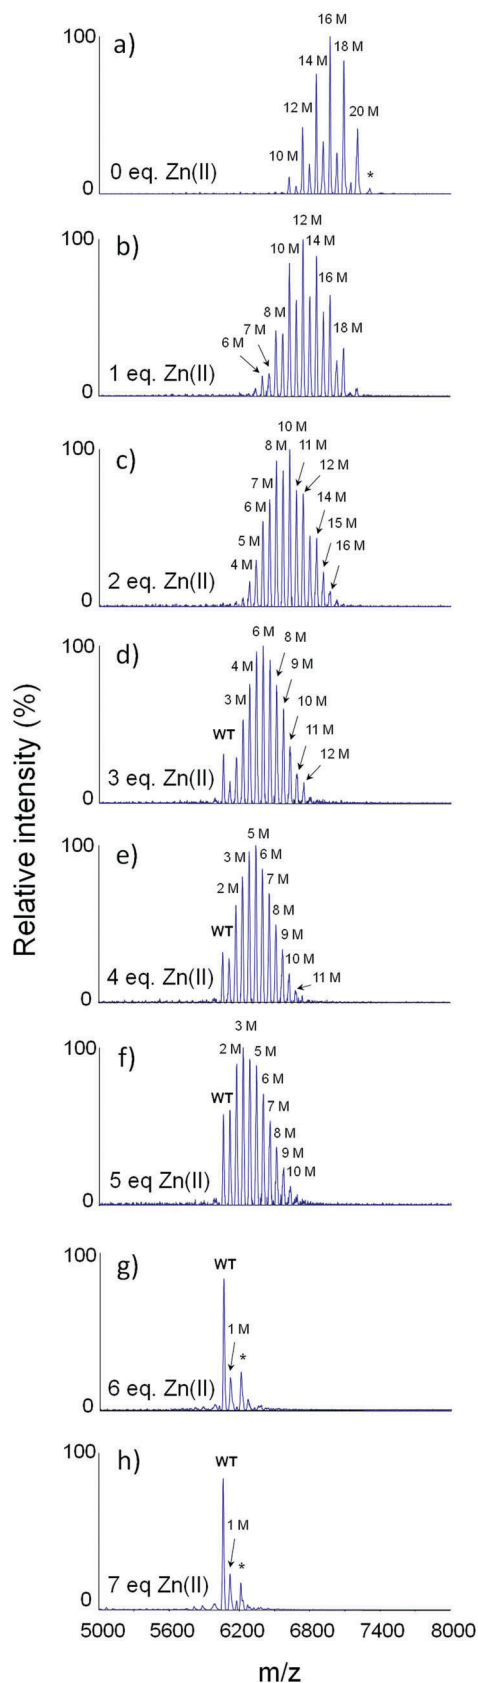 Relative intensity (%)
a)
100
0
0 eq. Zn(II)
10 M
12 M
14 M
16 M
18 M
20 M
*
b)
100
0
1 eq. Zn(II)
6 M
7 M
8 M
10 M
12 M
14 M
16 M
18 M
c)
100
0
2 eq. Zn(II)
4 M
5 M
6 M
7 M
8 M
10 M
11 M
12 M
14 M
15 M
16 M
d)
100
0
3 eq. Zn(II)
WT
3 M
4 M
6 M
8 M
9 M
10 M
11 M
12 M
e)
100
0
4 eq. Zn(II)
WT
2 M
3 M
5 M
6 M
7 M
8 M
9 M
10 M
11 M
f)
100
0
5 eq Zn(II)
WT
2 M
3 M
5 M
6 M
7 M
8 M
9 M
10 M
g)
100
0
6 eq. Zn(II)
WT
1 M
*
h)
100
0
7 eq Zn(II)
WT
1 M
*
5000 5600 6200 6800 7400 8000
m/z